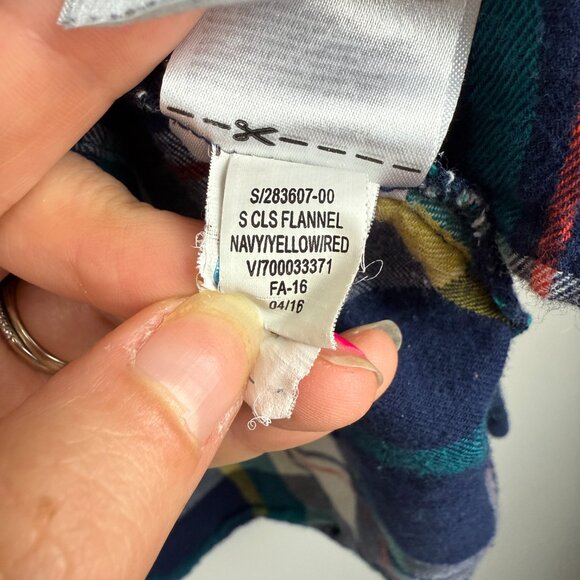 S/283607-00
S CLS FLANNEL
NAVY/YELLOW/RED
V/700033371
FA-16
04/16